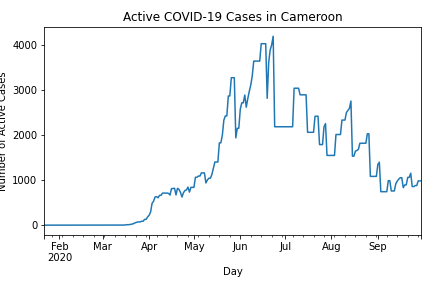 Active COVID-19 Cases in Cameroon
Number of Active Cases
4000
3000
2000
1000
0
Feb Mar Apr May Jun Jul Aug Sep
2020
Day